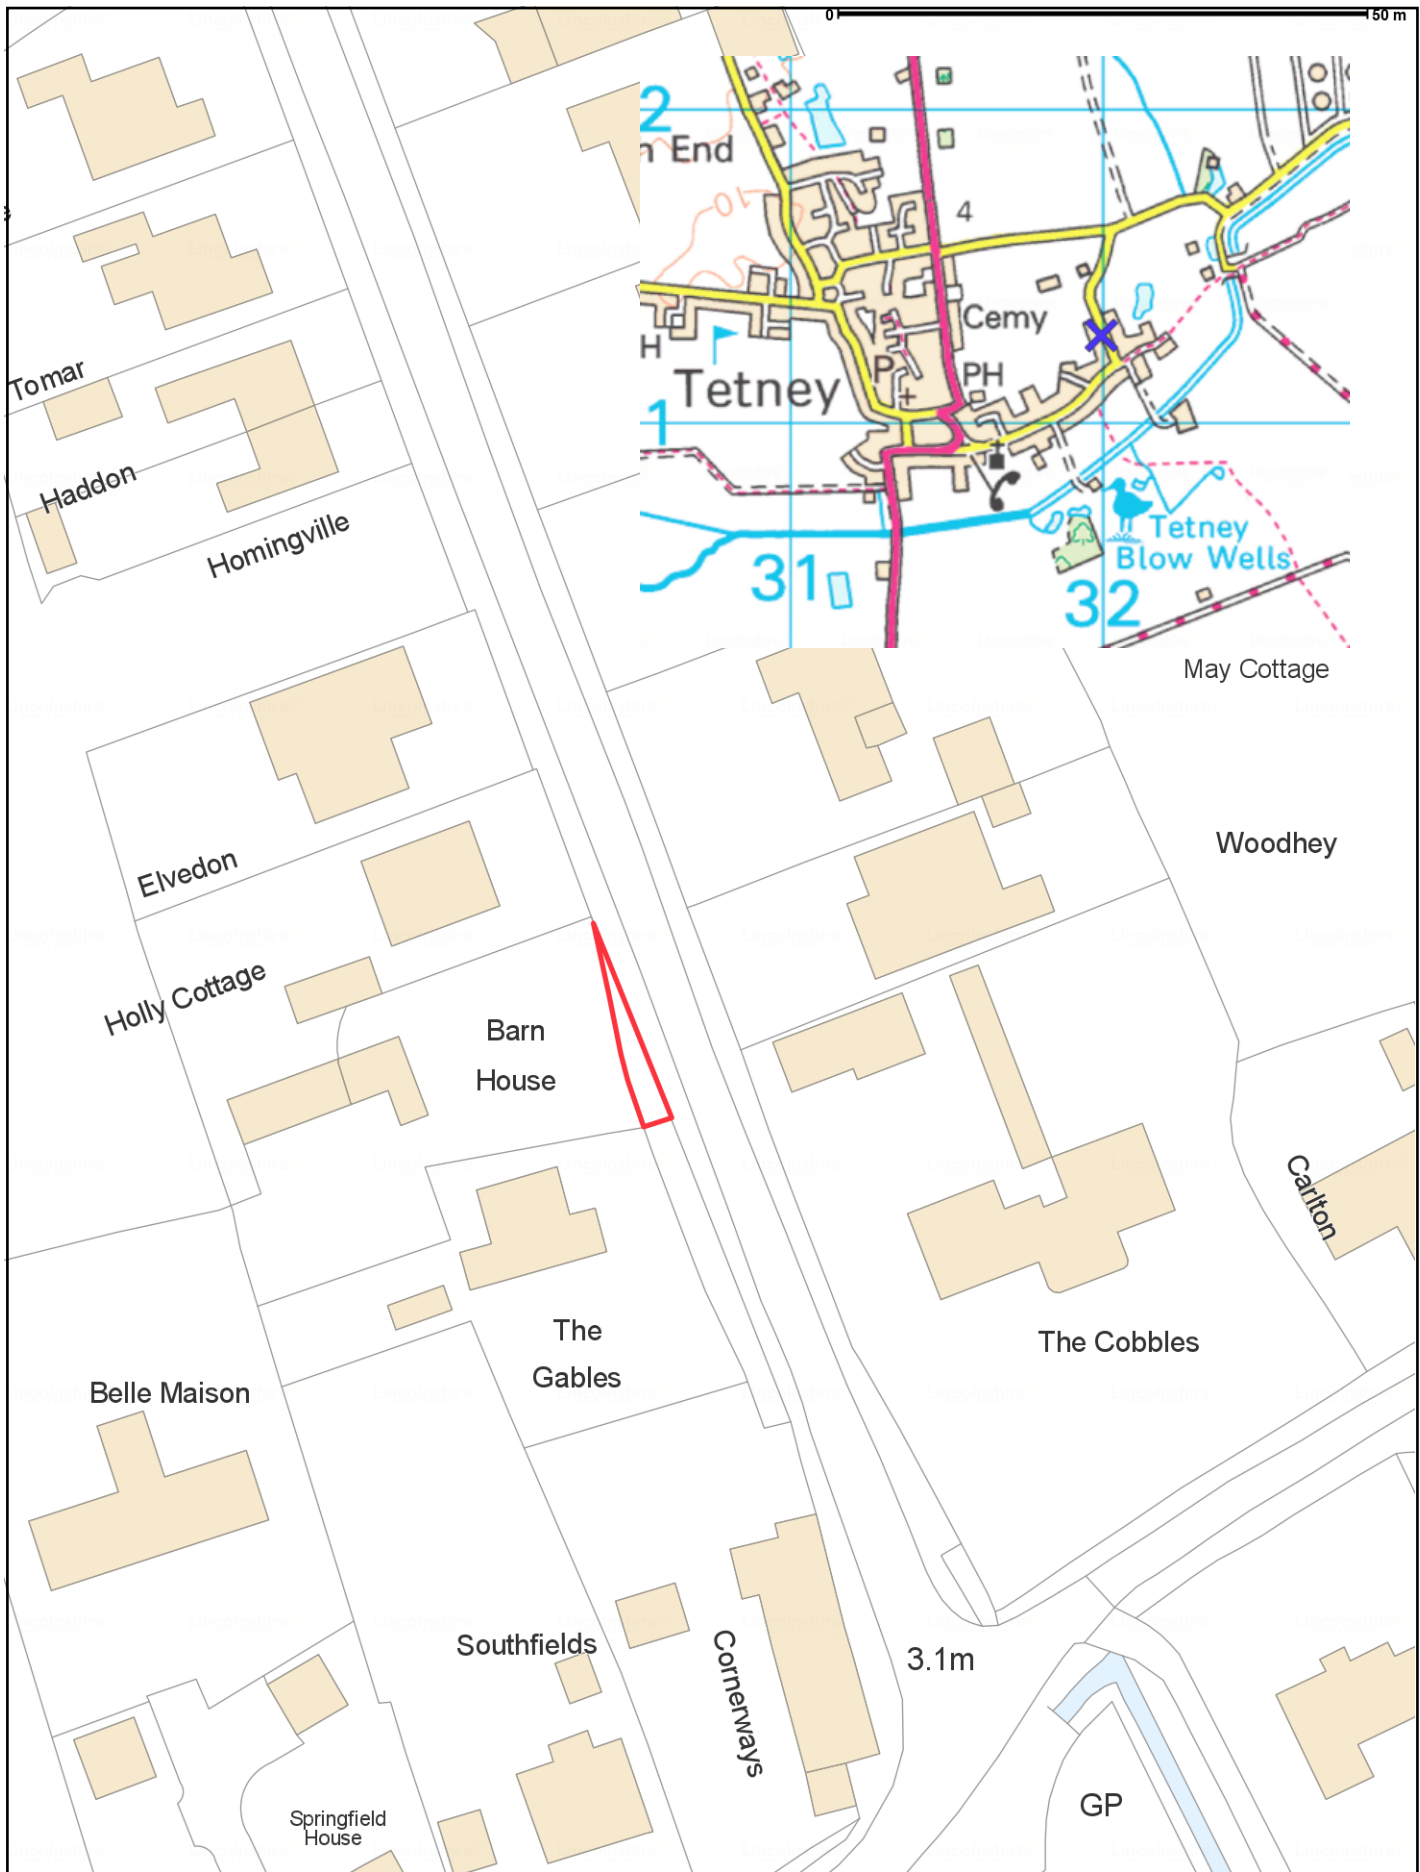 0 50 m
2
n End
10
4
Cemy
H
P
PH
Tetney
1
31
32
Tetney
Blow Wells
Tomar
Haddon
Homingville
May Cottage
Elvedon
Woodhey
Holly Cottage
Barn
House
Carlton
The
Gables
The Cobbles
Belle Maison
Southfields
Cornerways
3.1m
GP
Springfield
House